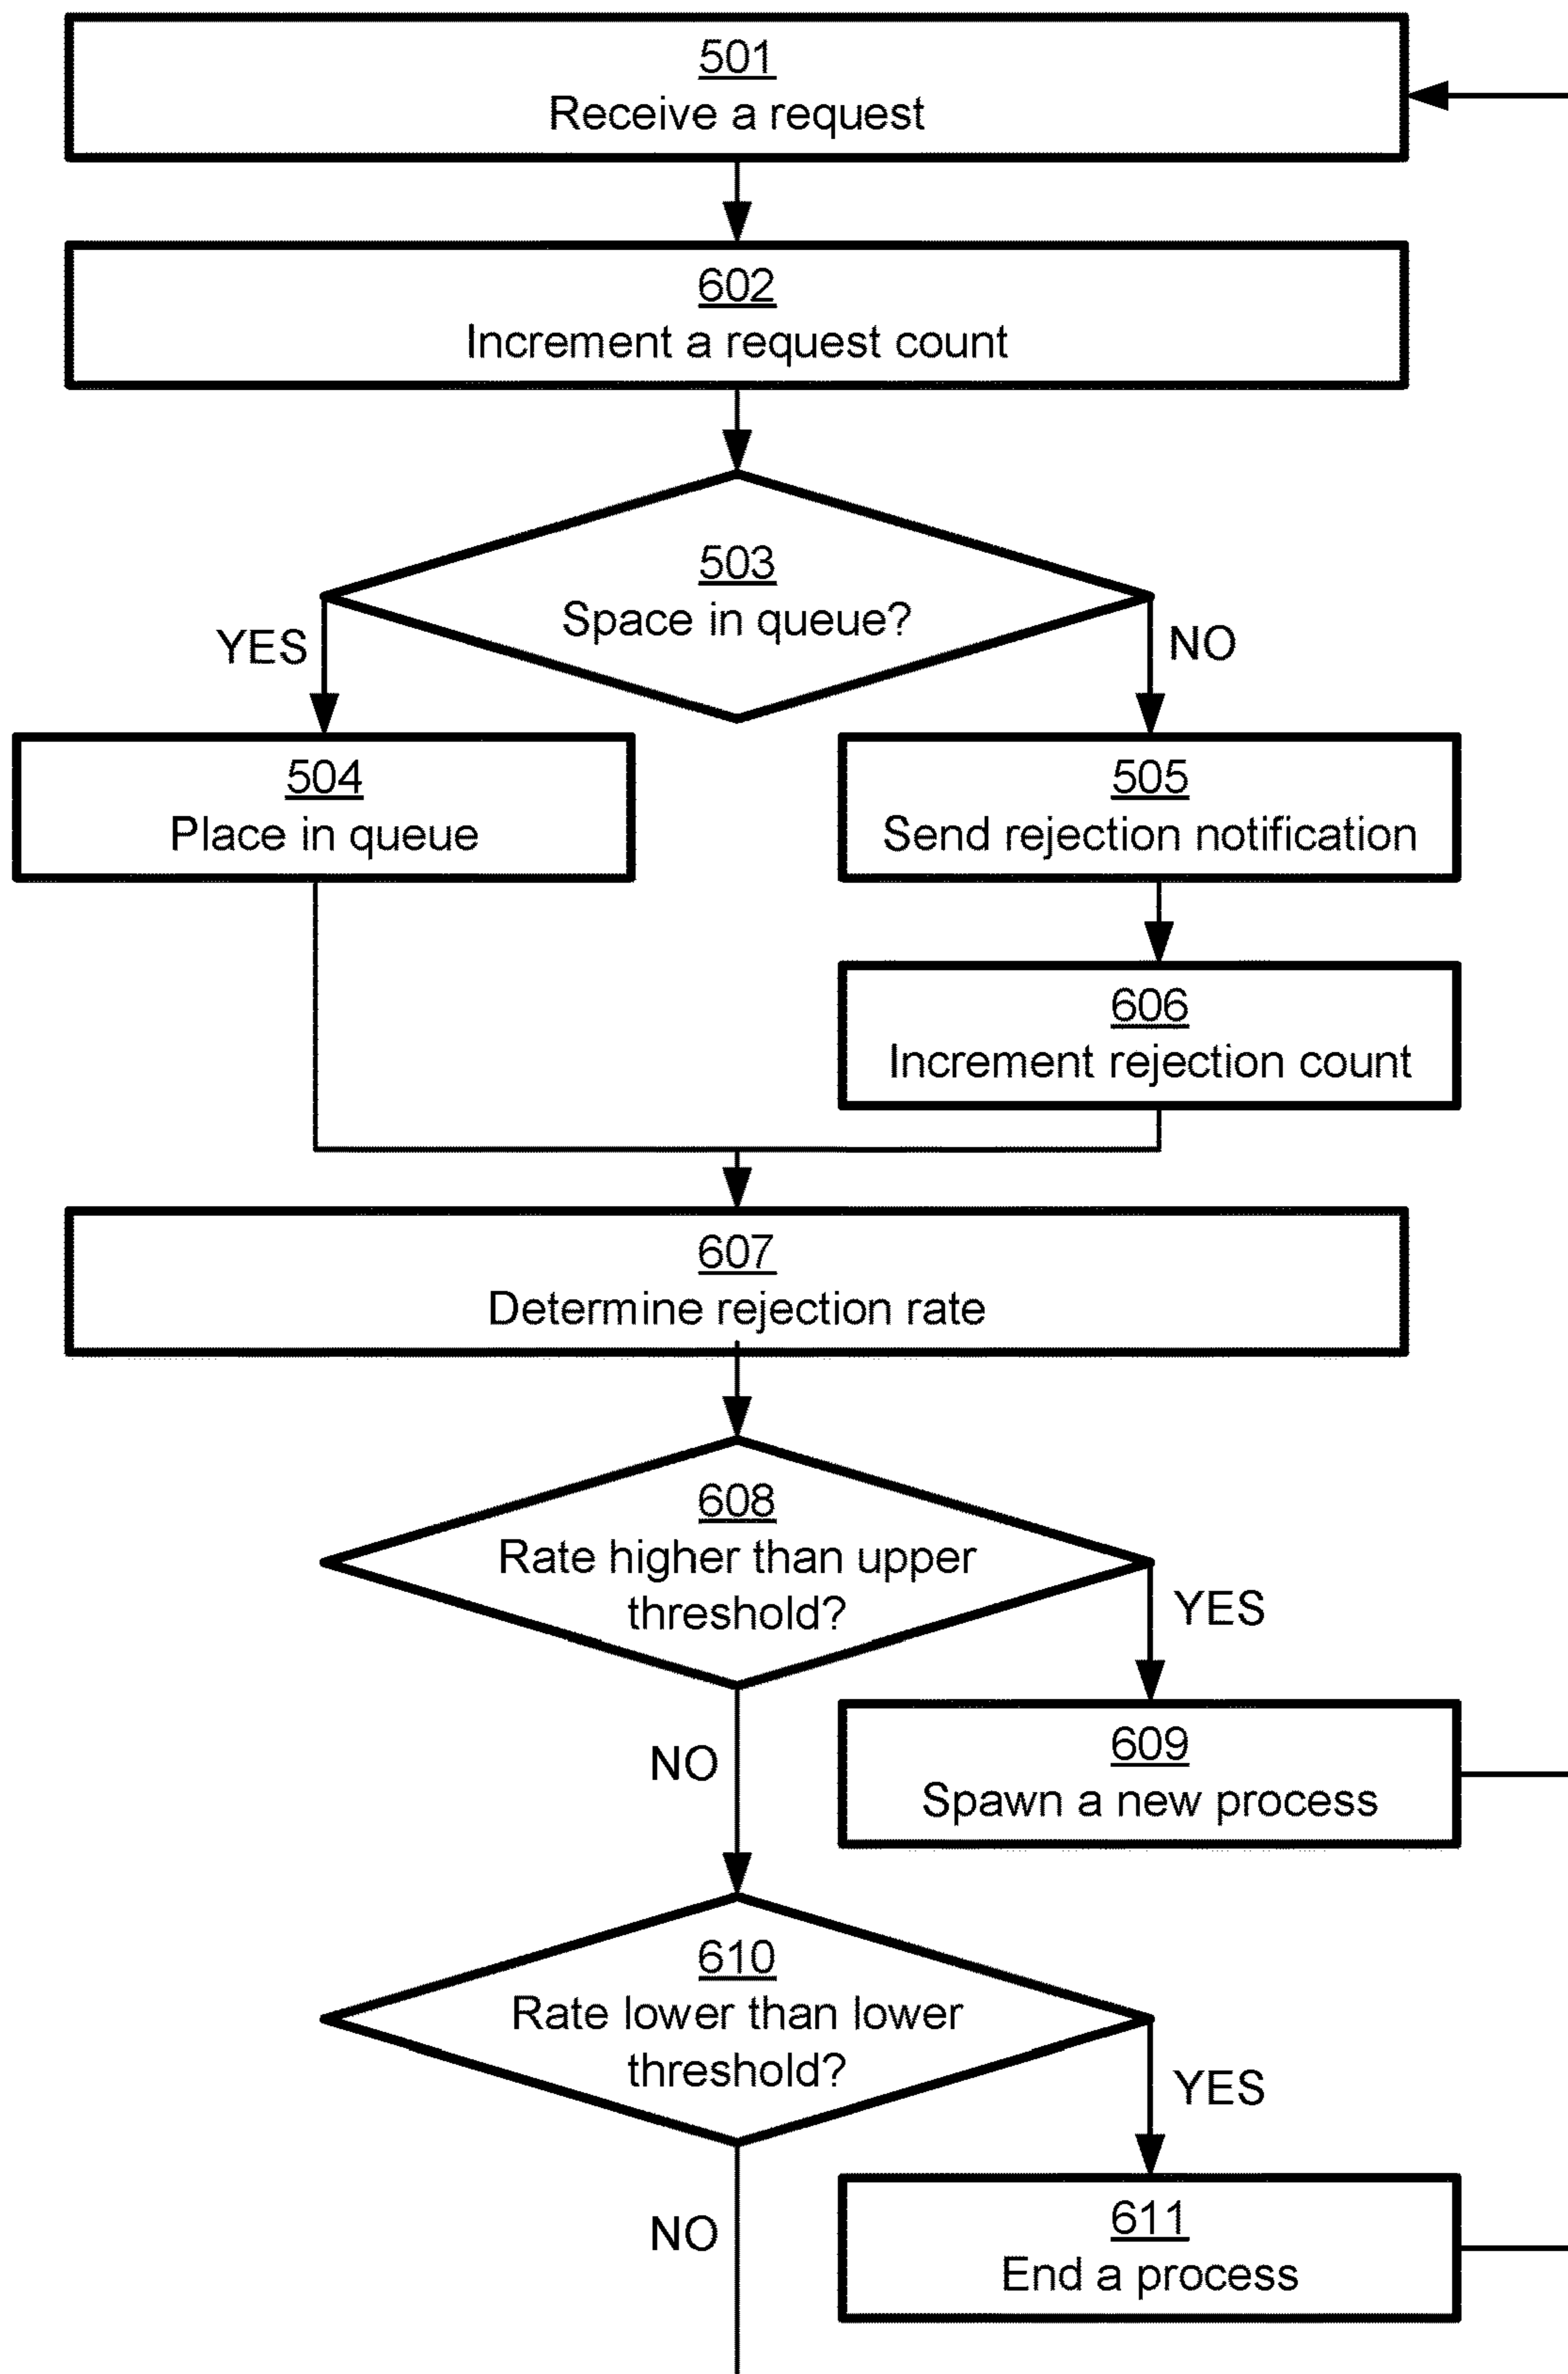 501
Receive a request
602
Increment a request count
503
Space in queue?
YES
NO
504
Place in queue
505
Send rejection notification
606
Increment rejection count
607
Determine rejection rate
608
Rate higher than upper
threshold?
YES
NO
609
Spawn a new process
610
Rate lower than lower
threshold?
YES
NO
611
End a process